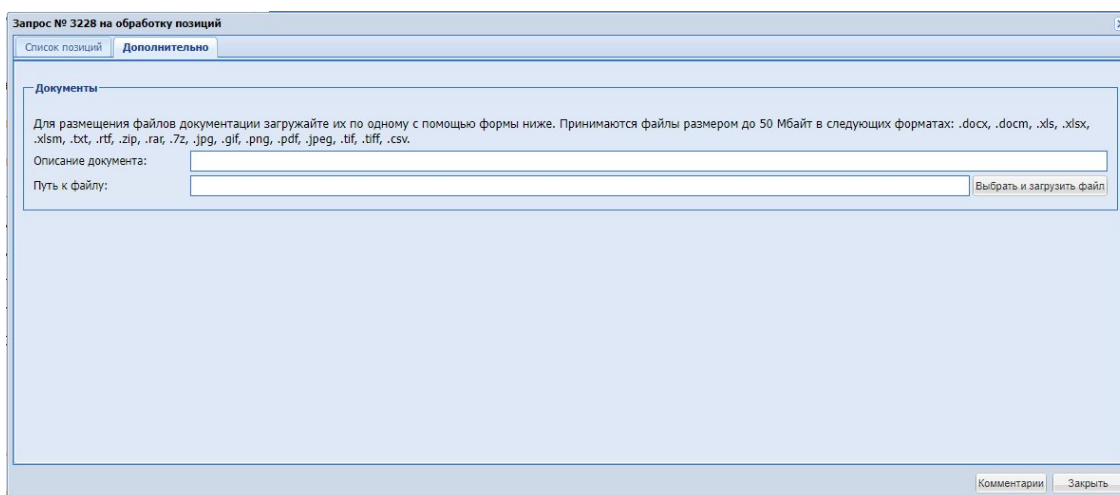 Запрос № 3228 на обработку позиций
Список позиций
Дополнительно
Документы
Для размещения файлов документации загружайте их по одному с помощью формы ниже. Принимаются файлы размером до 50 Мбайт в следующих форматах: .docx, .docm, .xls, .xlsx,
.xlsm, .txt, .rtf, .zip, .rar, .7z, .jpg, .gif, .png, .pdf, .jpeg, .tif, .tiff, .csv.
Описание документа:
Путь к файлу:
Выбрать и загрузить файл
Комментарии
Закрыть